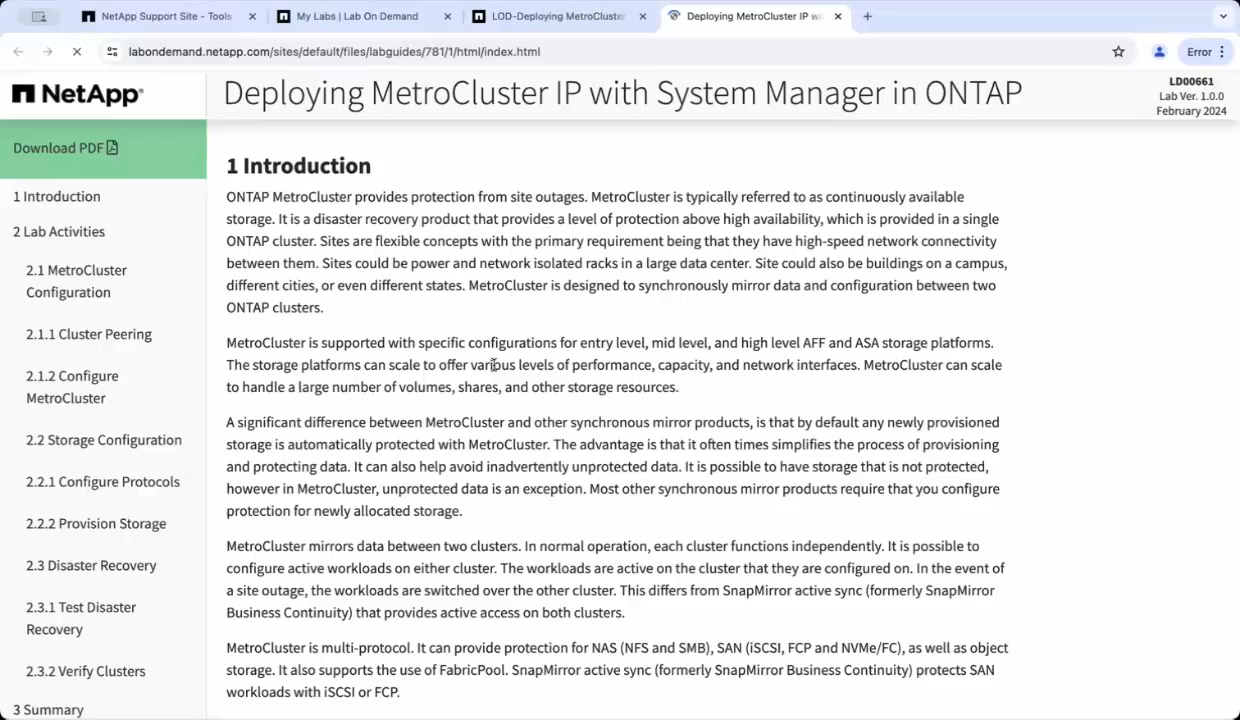 NetApp Support Site - Tools
My Labs | Lab On Demand
LOD-Deploying MetroCluster
Deploying MetroCluster IP wi
labondemand.netapp.com/sites/default/files/labguides/781/1/html/index.html
Error
NetApp
Deploying MetroCluster IP with System Manager in ONTAP
LD00661
Lab Ver. 1.0.0
February 2024
Download PDF
1 Introduction
2 Lab Activities
2.1 MetroCluster
Configuration
2.1.1 Cluster Peering
2.1.2 Configure
MetroCluster
2.2 Storage Configuration
2.2.1 Configure Protocols
2.2.2 Provision Storage
2.3 Disaster Recovery
2.3.1 Test Disaster
Recovery
2.3.2 Verify Clusters
3 Summary
1 Introduction
ONTAP MetroCluster provides protection from site outages. MetroCluster is typically referred to as continuously available
storage. It is a disaster recovery product that provides a level of protection above high availability, which is provided in a single
ONTAP cluster. Sites are flexible concepts with the primary requirement being that they have high-speed network connectivity
between them. Sites could be power and network isolated racks in a large data center. Site could also be buildings on a campus,
different cities, or even different states. MetroCluster is designed to synchronously mirror data and configuration between two
ONTAP clusters.
MetroCluster is supported with specific configurations for entry level, mid level, and high level AFF and ASA storage platforms.
The storage platforms can scale to offer various levels of performance, capacity, and network interfaces. MetroCluster can scale
to handle a large number of volumes, shares, and other storage resources.
A significant difference between MetroCluster and other synchronous mirror products, is that by default any newly provisioned
storage is automatically protected with MetroCluster. The advantage is that it often times simplifies the process of provisioning
and protecting data. It can also help avoid inadvertently unprotected data. It is possible to have storage that is not protected,
however in MetroCluster, unprotected data is an exception. Most other synchronous mirror products require that you configure
protection for newly allocated storage.
MetroCluster mirrors data between two clusters. In normal operation, each cluster functions independently. It is possible to
configure active workloads on either cluster. The workloads are active on the cluster that they are configured on. In the event of
a site outage, the workloads are switched over the other cluster. This differs from SnapMirror active sync (formerly SnapMirror
Business Continuity) that provides active access on both clusters.
MetroCluster is multi-protocol. It can provide protection for NAS (NFS and SMB), SAN (iSCSI, FCP and NVMe/FC), as well as object
storage. It also supports the use of FabricPool. SnapMirror active sync (formerly SnapMirror Business Continuity) protects SAN
workloads with iSCSI or FCP.